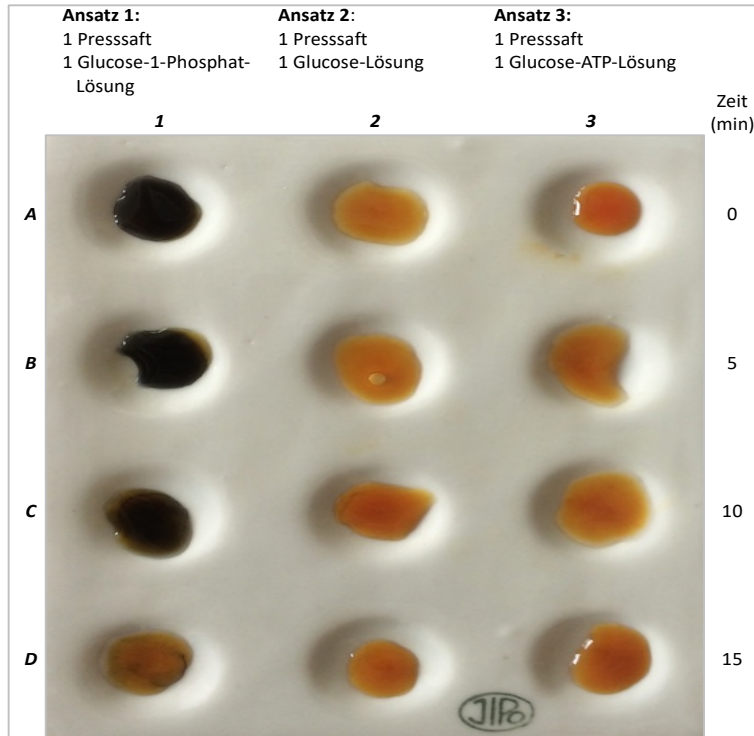 Ansatz 1:
1 Presssaft
1 Glucose-1-Phosphat-
Lösung
Ansatz 2:
1 Presssaft
1 Glucose-Lösung
Ansatz 3:
1 Presssaft
1 Glucose-ATP-Lösung
Zeit
(min)
1 2 3
A 0
B 5
C 10
D 15
JIPo